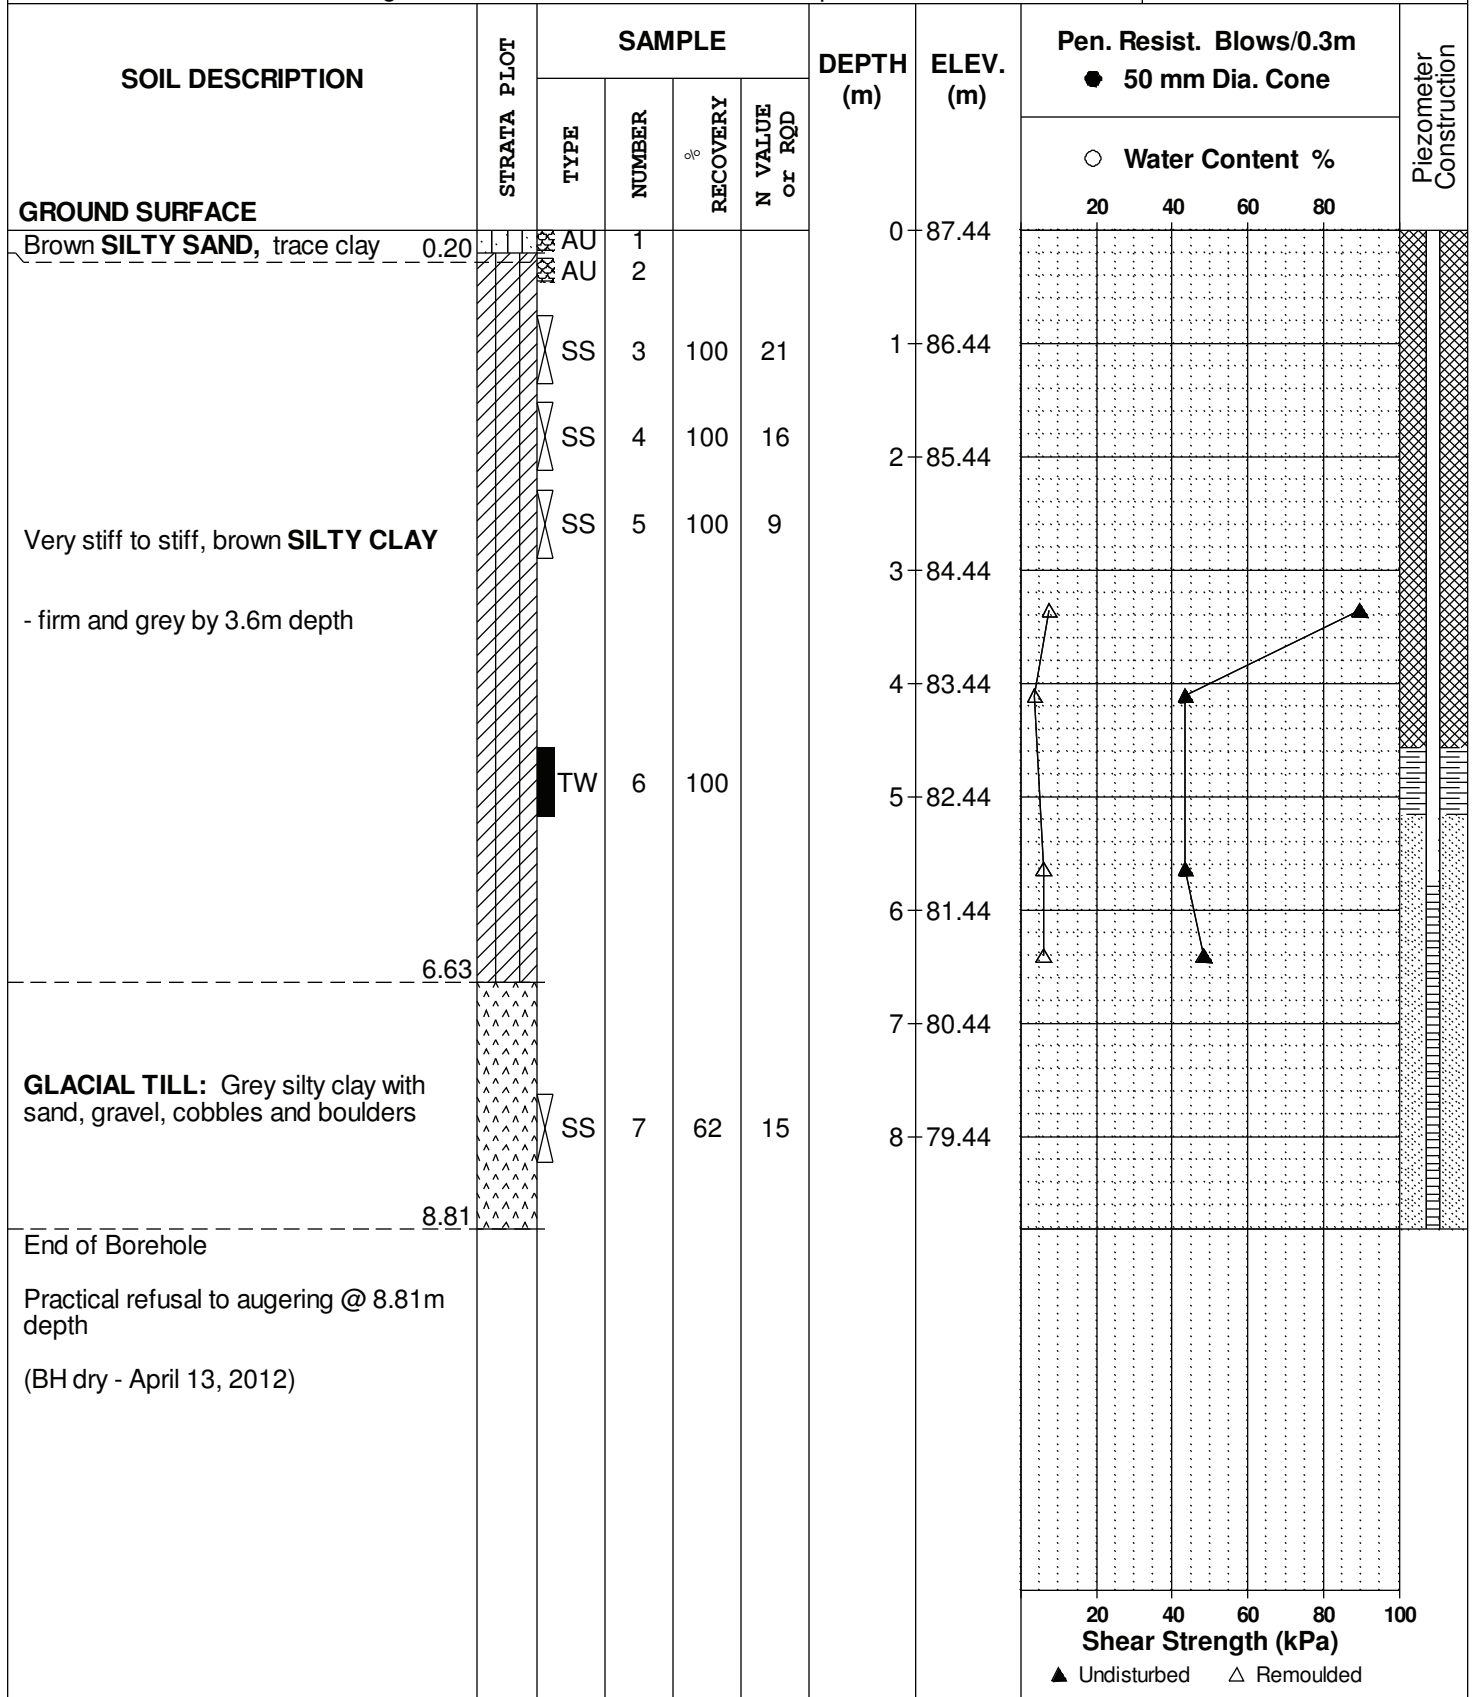 SOIL DESCRIPTION
GROUND SURFACE
STRATA PLOT
SAMPLE
TYPE
NUMBER
% RECOVERY
N VALUE or RQD
DEPTH (m)
ELEV. (m)
Pen. Resist. Blows/0.3m
● 50 mm Dia. Cone
○ Water Content %
20 40 60 80
Piezometer Construction
Brown SILTY SAND, trace clay 0.20
AU 1
AU 2
SS 3 100 21
SS 4 100 16
SS 5 100 9
Very stiff to stiff, brown SILTY CLAY
- firm and grey by 3.6m depth
TW 6 100
6.63
GLACIAL TILL: Grey silty clay with
sand, gravel, cobbles and boulders
SS 7 62 15
8.81
End of Borehole
Practical refusal to augering @ 8.81m
depth
(BH dry - April 13, 2012)
0 87.44
1 86.44
2 85.44
3 84.44
4 83.44
5 82.44
6 81.44
7 80.44
8 79.44
20 40 60 80 100
Shear Strength (kPa)
▲ Undisturbed △ Remoulded